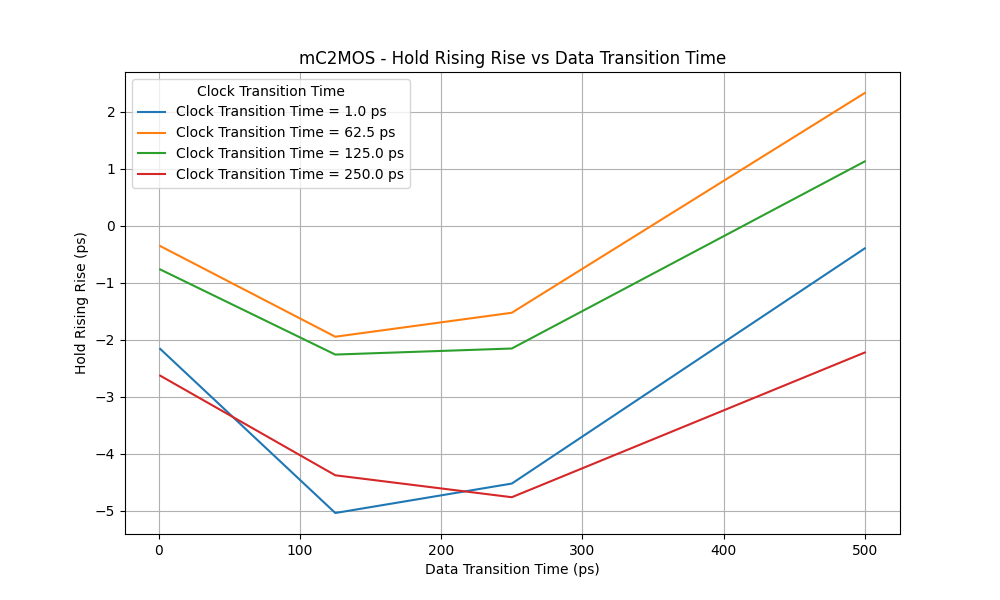 mC2MOS - Hold Rising Rise vs Data Transition Time
Clock Transition Time
Clock Transition Time = 1.0 ps
Clock Transition Time = 62.5 ps
Clock Transition Time = 125.0 ps
Clock Transition Time = 250.0 ps
Hold Rising Rise (ps)
2
1
0
−1
−2
−3
−4
−5
0 100 200 300 400 500
Data Transition Time (ps)